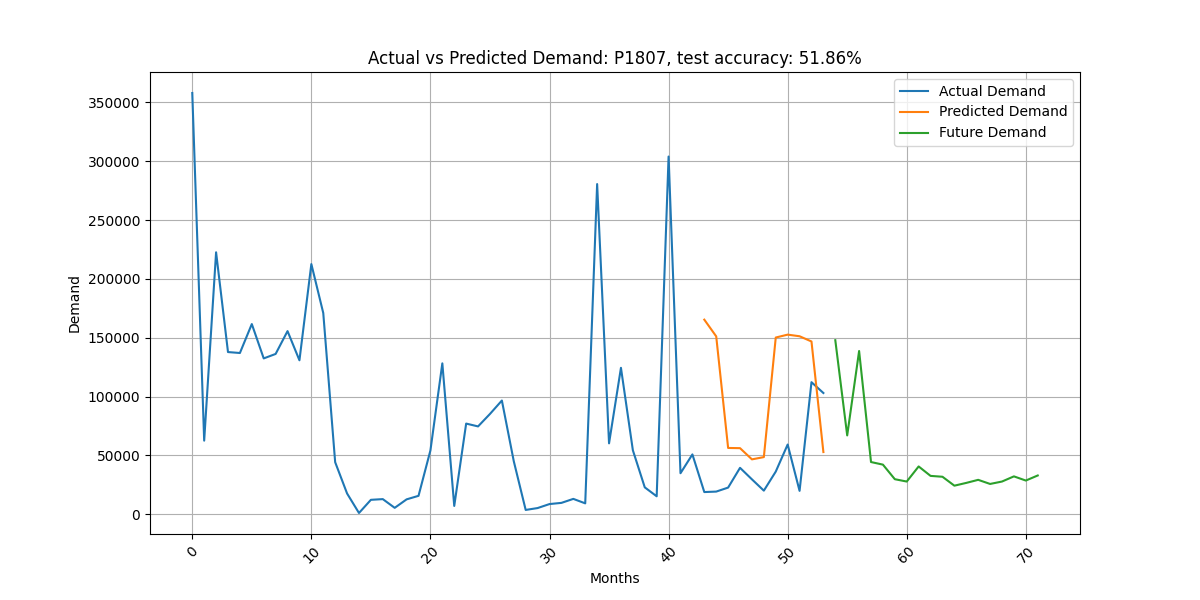 Actual vs Predicted Demand: P1807, test accuracy: 51.86%
Actual Demand
Predicted Demand
Future Demand
350000
300000
250000
200000
150000
100000
50000
0
Demand
0 10 20 30 40 50 60 70
Months